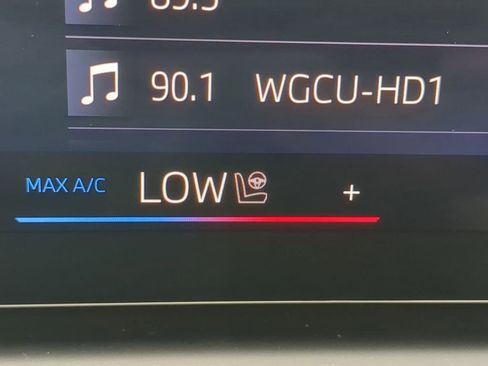 90.1 WGCU-HD1
MAX A/C LOW +